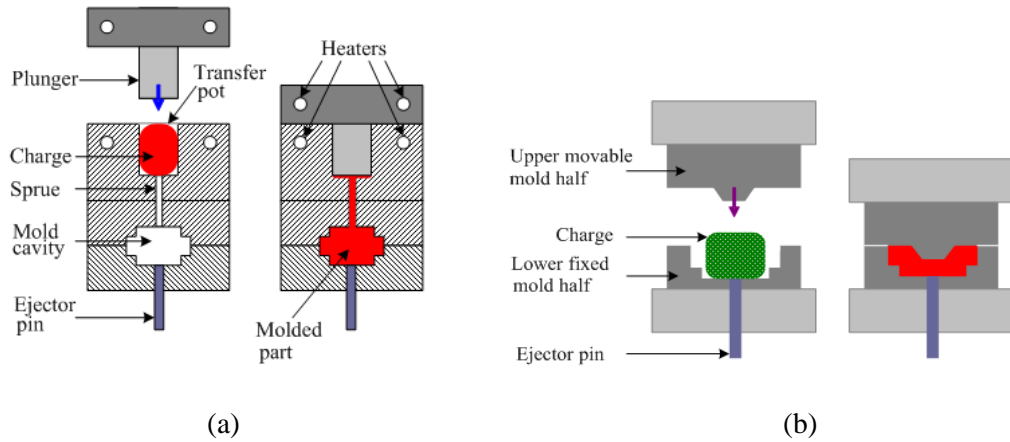 Plunger
Transfer
pot
Charge
Sprue
Mold
cavity
Ejector
pin
Heaters
Molded
part
(a)
Upper movable
mold half
Charge
Lower fixed
mold half
Ejector pin
(b)